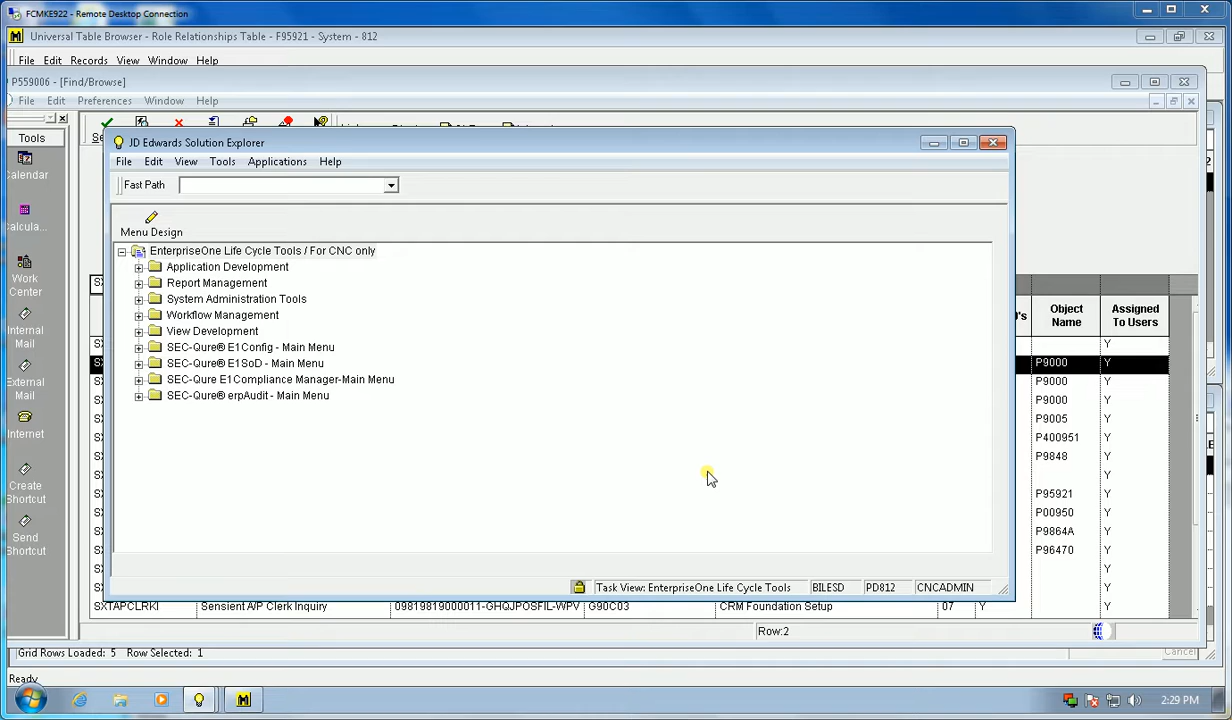 FCMKE922 - Remote Desktop Connection
Universal Table Browser - Role Relationships Table - F95921 - System - 812
File Edit Records View Window Help
P559006 - [Find/Browse]
File Edit Preferences Window Help
Tools
JD Edwards Solution Explorer
File Edit View Tools Applications Help
Fast Path
Menu Design
EnterpriseOne Life Cycle Tools / For CNC only
Application Development
Report Management
System Administration Tools
Workflow Management
View Development
SEC-Qure® E1Config - Main Menu
SEC-Qure® E1SoD - Main Menu
SEC-Qure E1Compliance Manager-Main Menu
SEC-Qure® erpAudit - Main Menu
Task View: EnterpriseOne Life Cycle Tools BILESD PD812 CNCADMIN
Calendar
Calcula...
Work
Center
Internal
Mail
External
Mail
Internet
Create
Shortcut
Send
Shortcut
Object
Name
Assigned
To Users
Y
P9000 Y
P9000 Y
P9005 Y
P400951 Y
P9848 Y
Y
P95921 Y
P00950 Y
P9864A Y
P96470 Y
Y
Y
SXTAPCLRKI Sensient A/P Clerk Inquiry 09819819000011-GHQJPOSFIL-WPV G90C03 CRM Foundation Setup 07 Y
Row:2
Grid Rows Loaded: 5 Row Selected: 1
Cancel
Ready
2:29 PM